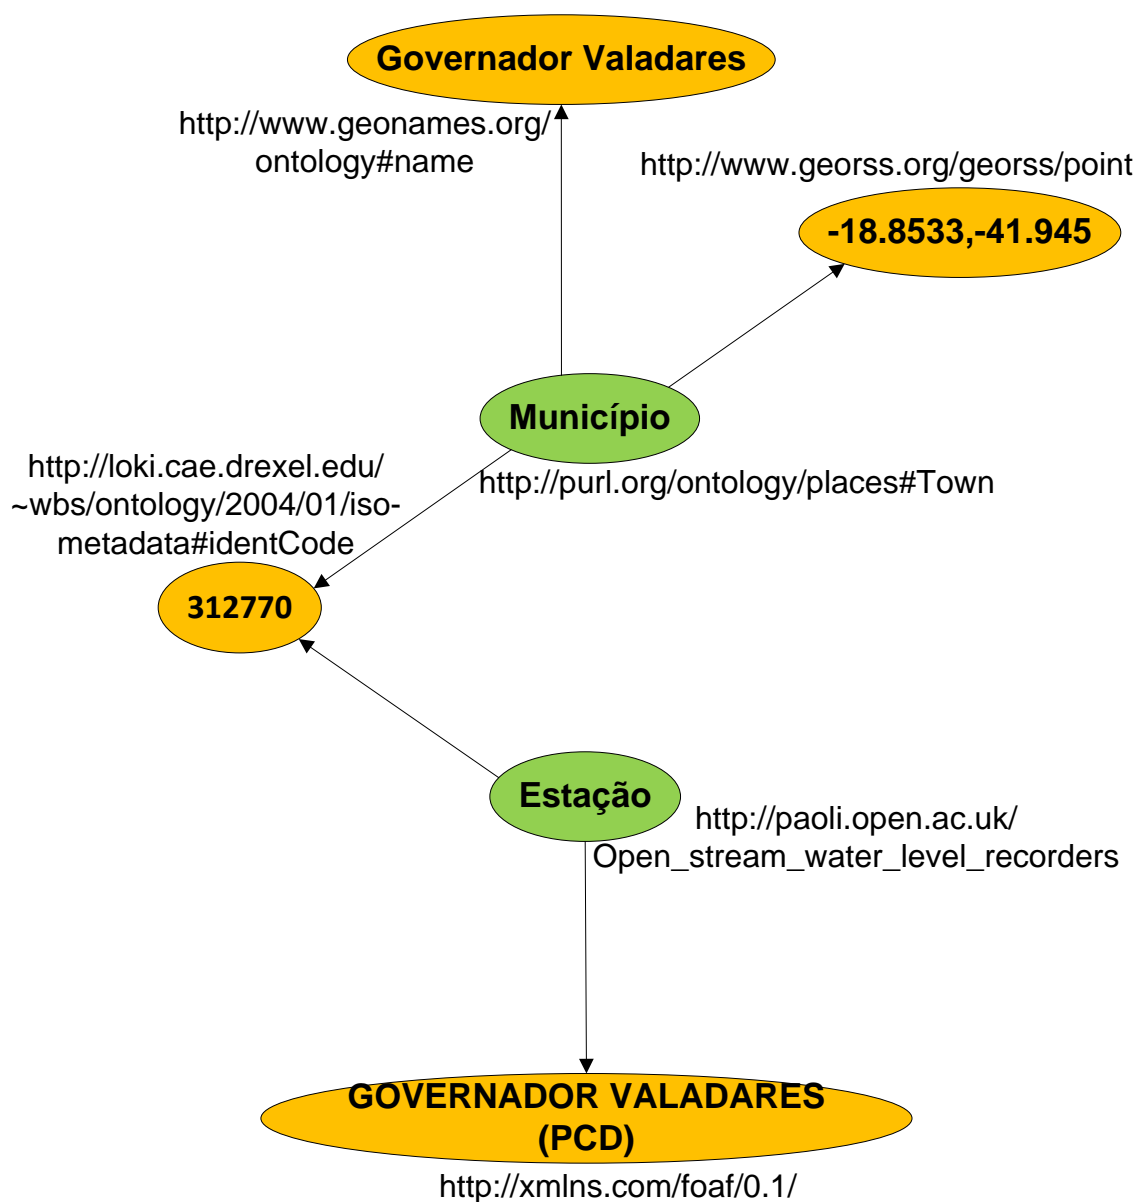 Governador Valadares
http://www.geonames.org/
ontology#name
http://www.georss.org/georss/point
-18.8533,-41.945
Município
http://purl.org/ontology/places#Town
http://loki.cae.drexel.edu/
~wbs/ontology/2004/01/iso-
metadata#identCode
312770
Estação
http://paoli.open.ac.uk/
Open_stream_water_level_recorders
GOVERNADOR VALADARES
(PCD)
http://xmlns.com/foaf/0.1/